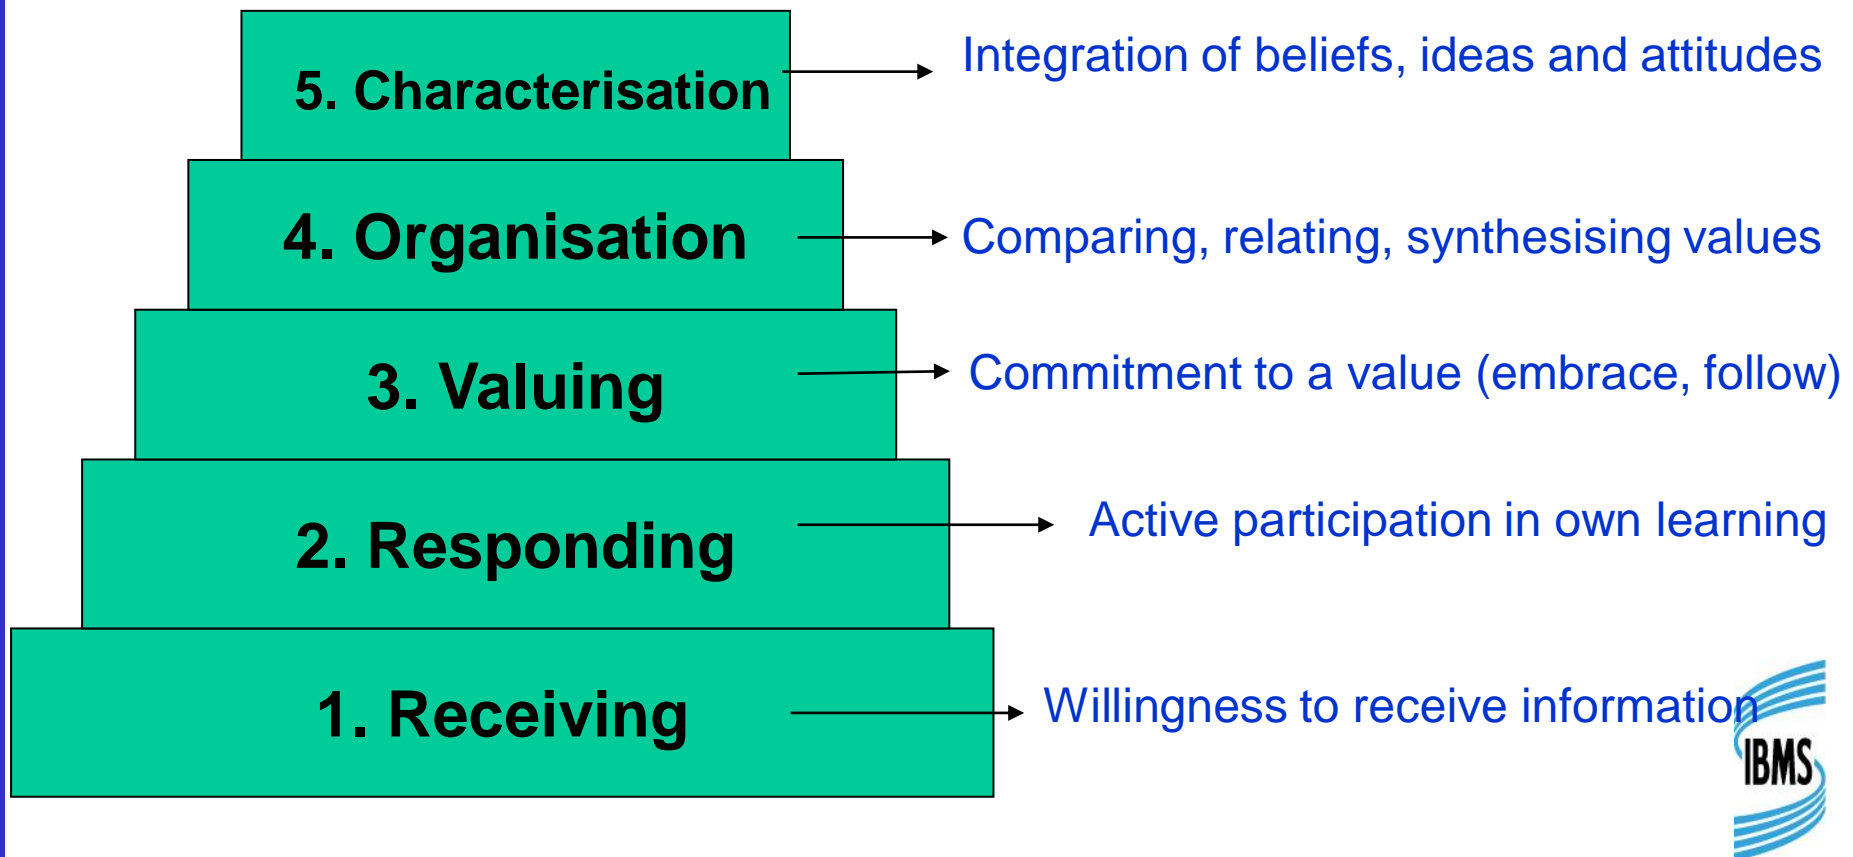 5. Characterisation
Integration of beliefs, ideas and attitudes
4. Organisation
Comparing, relating, synthesising values
3. Valuing
Commitment to a value (embrace, follow)
2. Responding
Active participation in own learning
1. Receiving
Willingness to receive information
IBMS